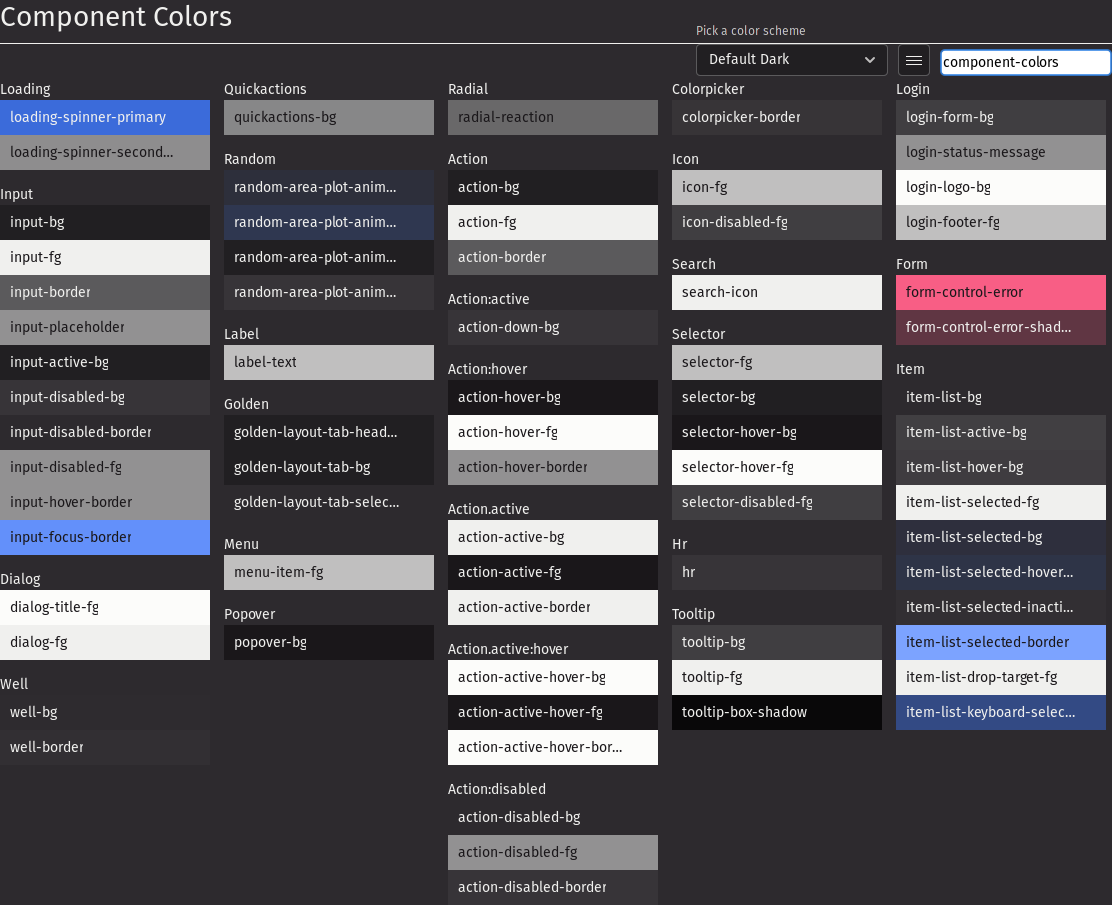 Component Colors
Pick a color scheme
Default Dark
component-colors
Loading
loading-spinner-primary
loading-spinner-second...
Input
input-bg
input-fg
input-border
input-placeholder
input-active-bg
input-disabled-bg
input-disabled-border
input-disabled-fg
input-hover-border
input-focus-border
Dialog
dialog-title-fg
dialog-fg
Well
well-bg
well-border
Quickactions
quickactions-bg
Random
random-area-plot-anim...
random-area-plot-anim...
random-area-plot-anim...
random-area-plot-anim...
Label
label-text
Golden
golden-layout-tab-head...
golden-layout-tab-bg
golden-layout-tab-selec...
Menu
menu-item-fg
Popover
popover-bg
Radial
radial-reaction
Action
action-bg
action-fg
action-border
Action:active
action-down-bg
Action:hover
action-hover-bg
action-hover-fg
action-hover-border
Action.active
action-active-bg
action-active-fg
action-active-border
Action.active:hover
action-active-hover-bg
action-active-hover-fg
action-active-hover-bor...
Action:disabled
action-disabled-bg
action-disabled-fg
action-disabled-border
Colorpicker
colorpicker-border
Icon
icon-fg
icon-disabled-fg
Search
search-icon
Selector
selector-fg
selector-bg
selector-hover-bg
selector-hover-fg
selector-disabled-fg
Hr
hr
Tooltip
tooltip-bg
tooltip-fg
tooltip-box-shadow
Login
login-form-bg
login-status-message
login-logo-bg
login-footer-fg
Form
form-control-error
form-control-error-shad...
Item
item-list-bg
item-list-active-bg
item-list-hover-bg
item-list-selected-fg
item-list-selected-bg
item-list-selected-hover...
item-list-selected-inacti...
item-list-selected-border
item-list-drop-target-fg
item-list-keyboard-selec...